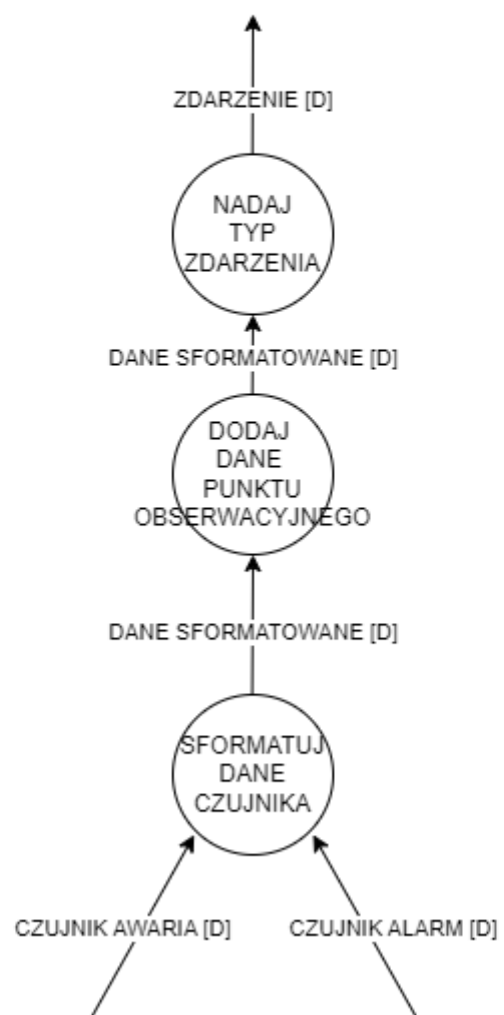 ZDARZENIE [D]
NADAJ
TYP
ZDARZENIA
DANE SFORMATOWANE [D]
DODAJ
DANE
PUNKTU
OBSERWACYJNEGO
DANE SFORMATOWANE [D]
SFORMATUJ
DANE
CZUJNIKA
CZUJNIK AWARIA [D]
CZUJNIK ALARM [D]